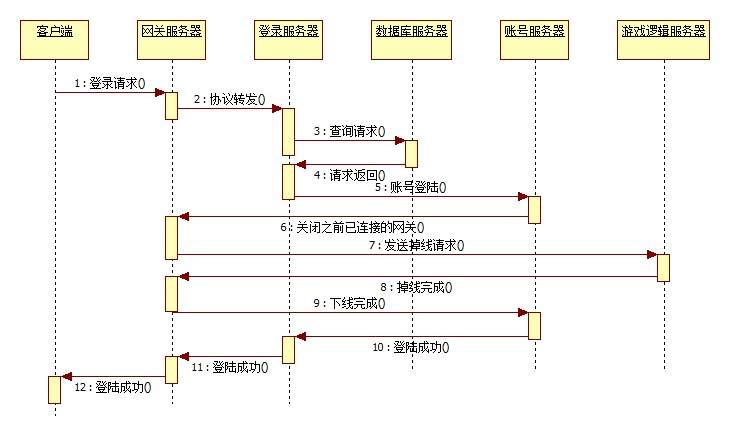 客户端
网关服务器
登录服务器
数据库服务器
账号服务器
游戏逻辑服务器
1 : 登录请求()
2 : 协议转发()
3 : 查询请求()
4 : 请求返回()
5 : 账号登陆()
6 : 关闭之前已连接的网关()
7 : 发送掉线请求()
8 : 掉线完成()
9 : 下线完成()
10 : 登陆成功()
11 : 登陆成功()
12 : 登陆成功()